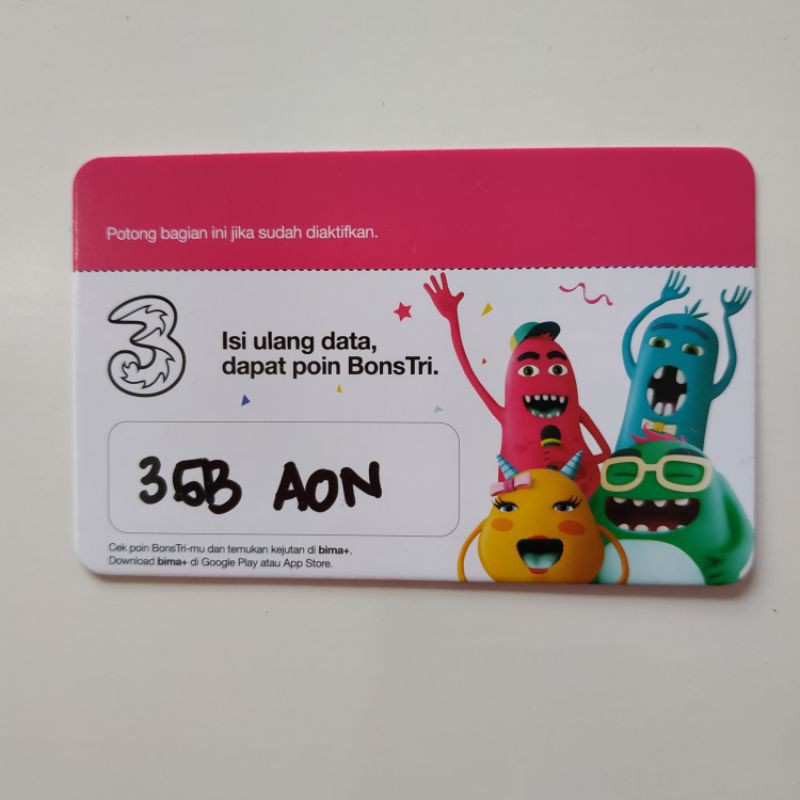 Potong bagian ini jika sudah diaktifkan.
3
Isi ulang data,
dapat poin BonsTri.
3GB AON
Cek poin BonsTri-mu dan temukan kejutan di bima+.
Download bima+ di Google Play atau App Store.